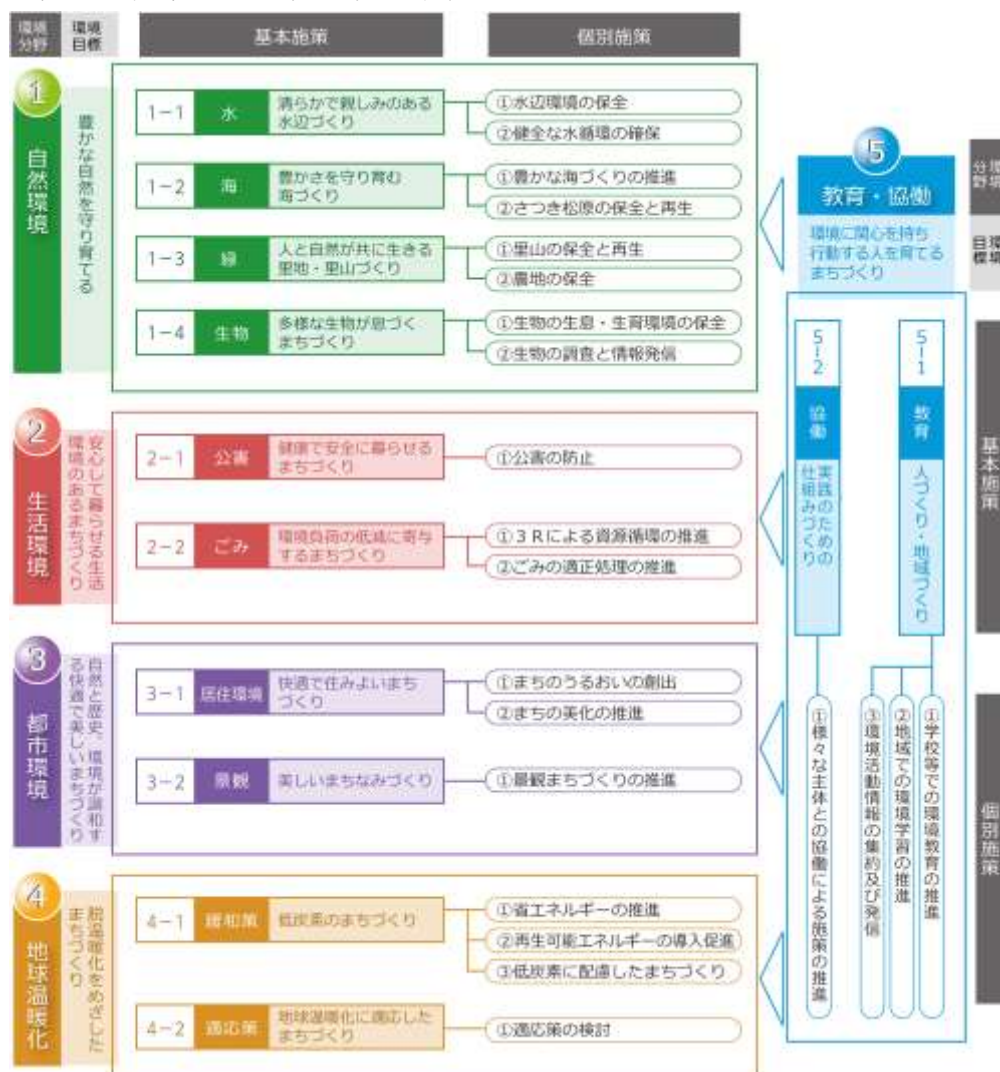 環境
分野
環境
目標
基本施策
個別施策
1
自然環境
豊かな自然を守り育てる
1-1
水
清らかで親しみのある
水辺づくり
①水辺環境の保全
②健全な水循環の確保
1-2
海
豊かさを守り育む
海づくり
①豊かな海づくりの推進
②さつき松原の保全と再生
1-3
緑
人と自然が共に生きる
里地・里山づくり
①里山の保全と再生
②農地の保全
1-4
生物
多様な生物が息づく
まちづくり
①生物の生息・生育環境の保全
②生物の調査と情報発信
2
生活環境
安心して暮らせる生活
環境のあるまちづくり
2-1
公害
健康で安全に暮らせる
まちづくり
①公害の防止
2-2
ごみ
環境負荷の低減に寄与
するまちづくり
①3Rによる資源循環の推進
②ごみの適正処理の推進
3
都市環境
自然と歴史、環境が調和す
る快適で美しいまちづくり
3-1
居住環境
快適で住みよいまち
づくり
①まちのうるおいの創出
②まちの美化の推進
3-2
景観
美しいまちなみづくり
①景観まちづくりの推進
4
地球温暖化
脱温暖化をめざした
まちづくり
4-1
緩和策
低炭素のまちづくり
①省エネルギーの推進
②再生可能エネルギーの導入促進
③低炭素に配慮したまちづくり
4-2
適応策
地球温暖化に適応した
まちづくり
①適応策の検討
5
教育・協働
環境に関心を持ち
行動する人を育てる
まちづくり
環境
分野
環境
目標
基本施策
個別施策
5-1
教育
人づくり・地域づくり
①学校等での環境教育の推進
②地域での環境学習の推進
③環境活動情報の集約及び発信
5-2
協働
実践のための
仕組みづくり
①様々な主体との協働による施策の推進